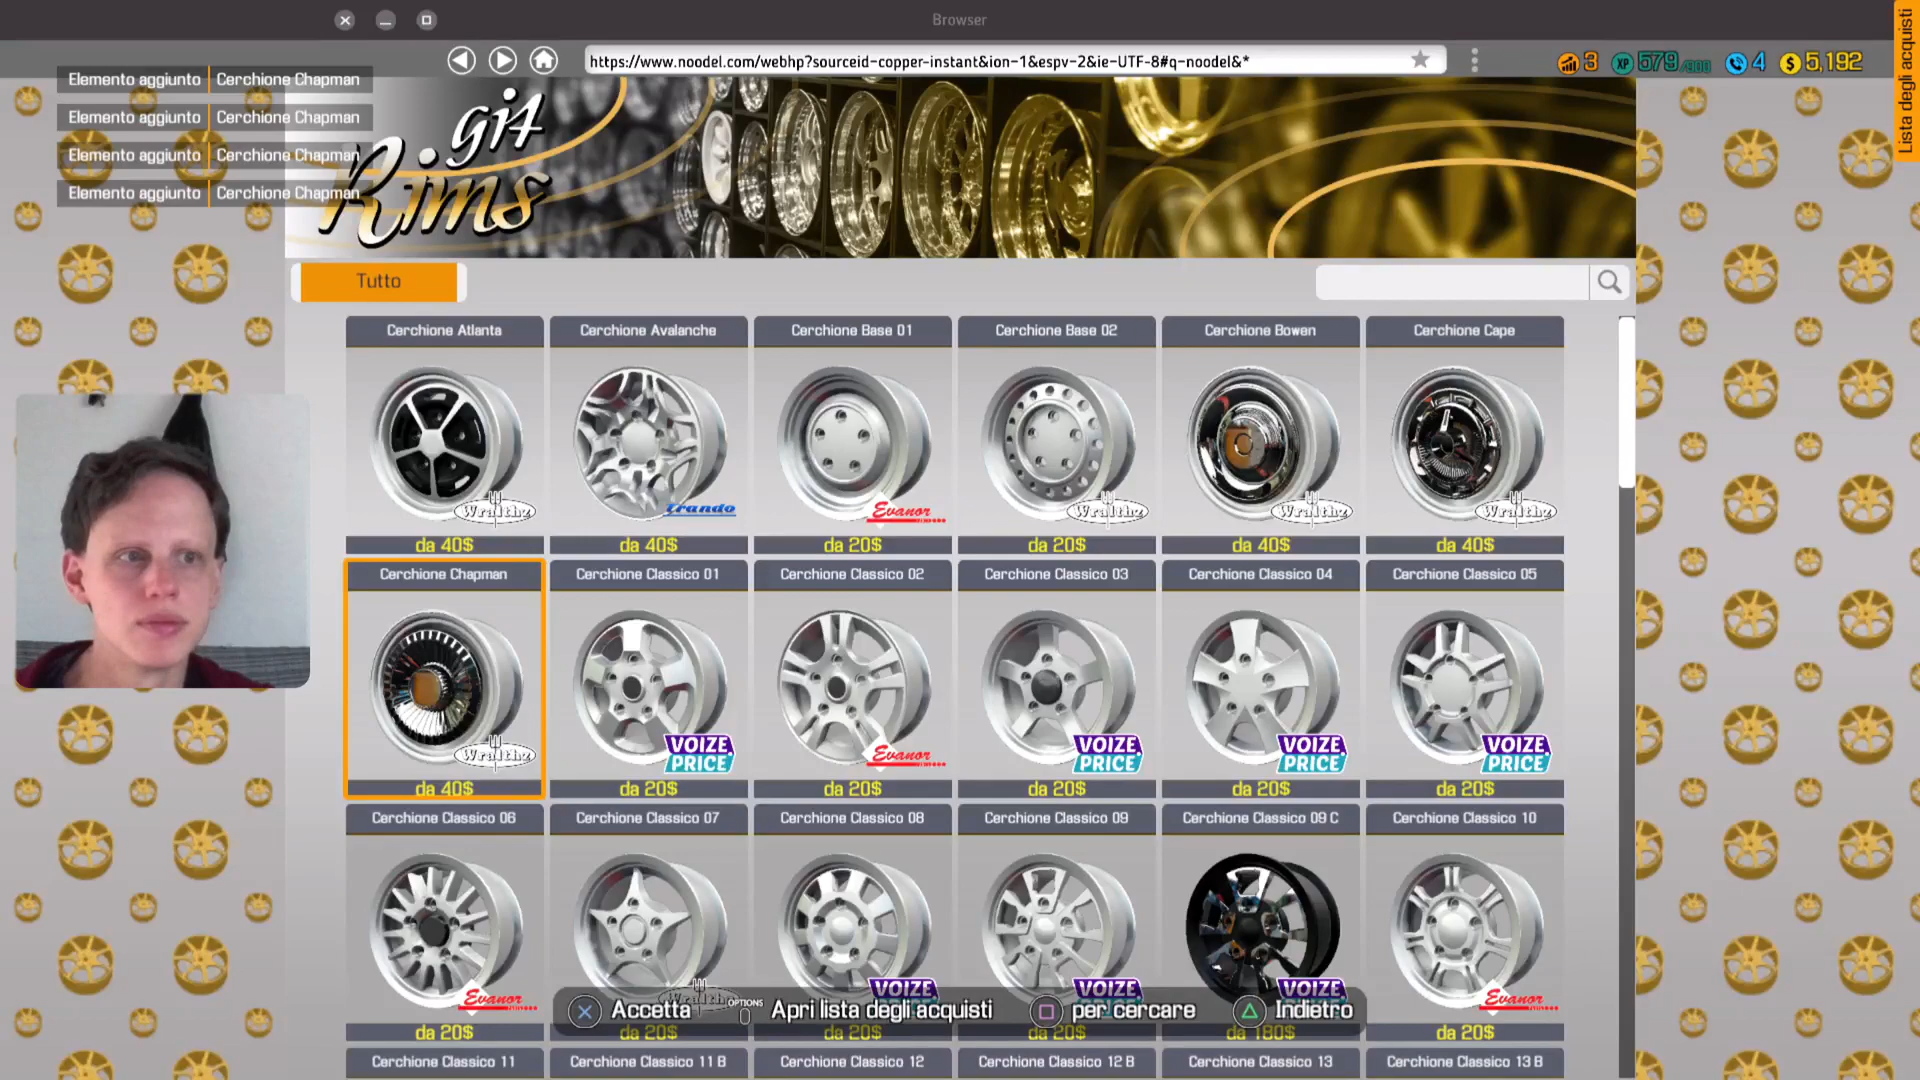 Browser
https://www.noodel.com/webhp?sourceid-copper-instant&ion-1&espv-2&ie-UTF-8#q-noodel&*
3 XP 579/900 4 $ 5,192
Lista degli acquisti
Elemento aggiunto Cerchione Chapman
Elemento aggiunto Cerchione Chapman
Elemento aggiunto Cerchione Chapman
Elemento aggiunto Cerchione Chapman
git
Rims
Tutto
Cerchione Atlanta Cerchione Avalanche Cerchione Base 01 Cerchione Base 02 Cerchione Bowen Cerchione Cape
Wralthz Trando Evanor Wralthz Wralthz Wralthz
da 40$ da 40$ da 20$ da 20$ da 40$ da 40$
Cerchione Chapman Cerchione Classico 01 Cerchione Classico 02 Cerchione Classico 03 Cerchione Classico 04 Cerchione Classico 05
Wralthz VOIZE PRICE Evanor VOIZE PRICE VOIZE PRICE VOIZE PRICE
da 40$ da 20$ da 20$ da 20$ da 20$ da 20$
Cerchione Classico 06 Cerchione Classico 07 Cerchione Classico 08 Cerchione Classico 09 Cerchione Classico 09 C Cerchione Classico 10
Evanor Wralthz VOIZE VOIZE VOIZE Evanor
Accetta OPTIONS Apri lista degli acquisti per cercare Indietro
da 20$ da 20$ da 20$ da 20$ da 180$ da 20$
Cerchione Classico 11 Cerchione Classico 11 B Cerchione Classico 12 Cerchione Classico 12 B Cerchione Classico 13 Cerchione Classico 13 B